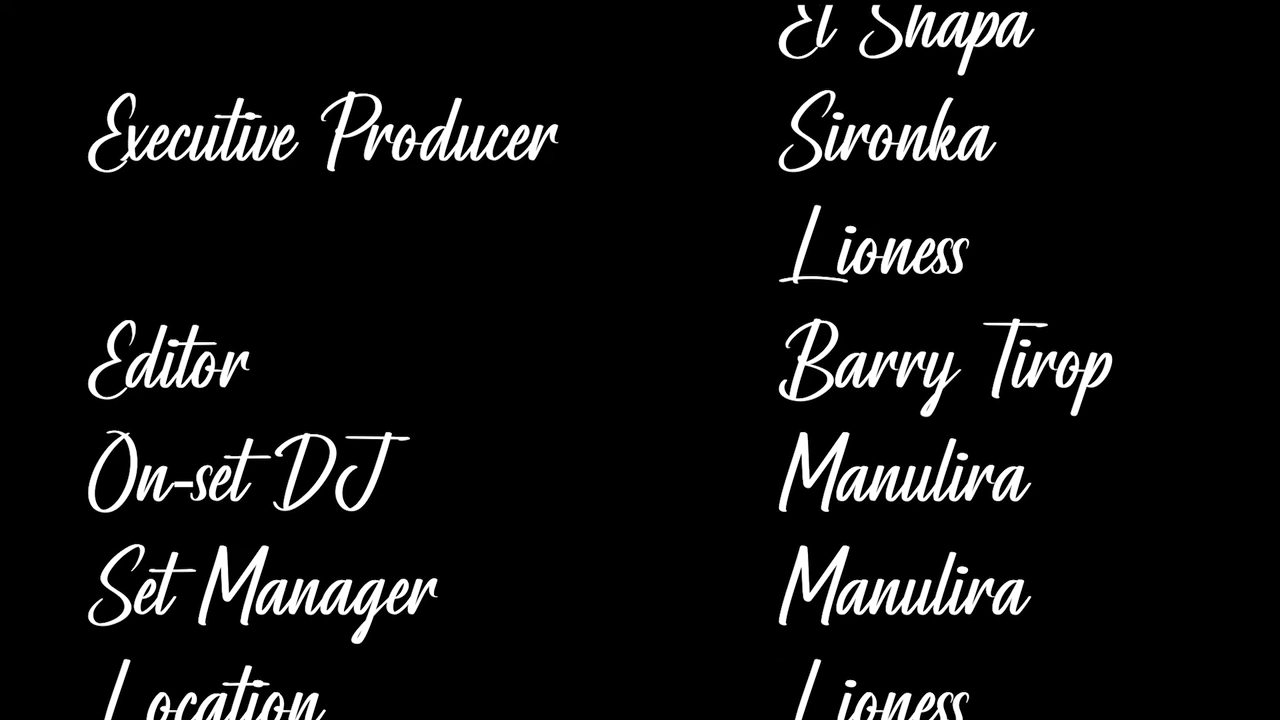 El Shapa
Executive Producer Sironka
Lioness
Editor Barry Tirop
On-set DJ Manulira
Set Manager Manulira
Location Lioness